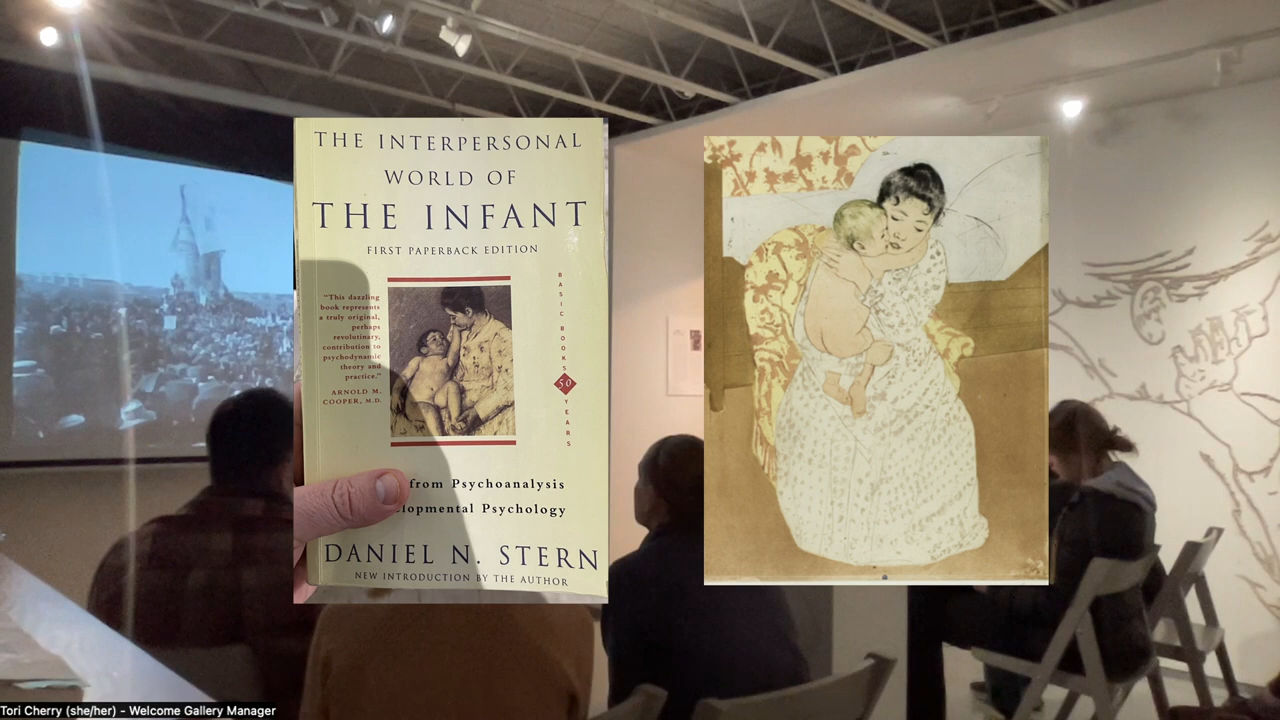 THE INTERPERSONAL
WORLD OF
THE INFANT
FIRST PAPERBACK EDITION
"This dazzling
book represents
a truly original,
perhaps
revolutionary,
contribution to
psychodynamic
theory and
practice."
ARNOLD M.
COOPER, M.D.
BASIC BOOKS
50
YEARS
from Psychoanalysis
Psychology
DANIEL N. STERN
NEW INTRODUCTION BY THE AUTHOR
Tori Cherry (she/her) - Welcome Gallery Manager